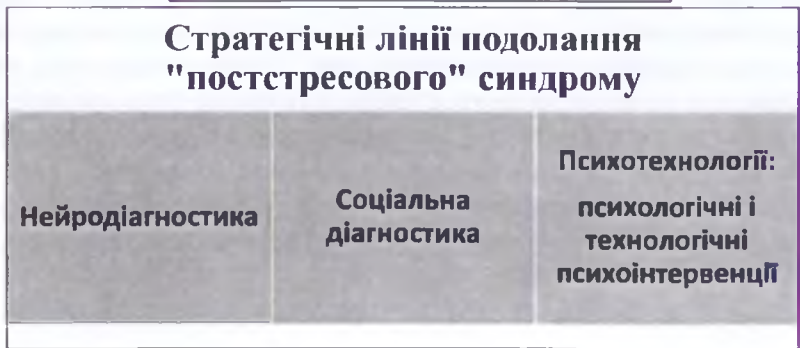 Стратегічні лінії подолання
"постстресового" синдрому
Нейродіагностика
Соціальна
діагностика
Психотехнології:
психологічні і
технологічні
психоінтервенції